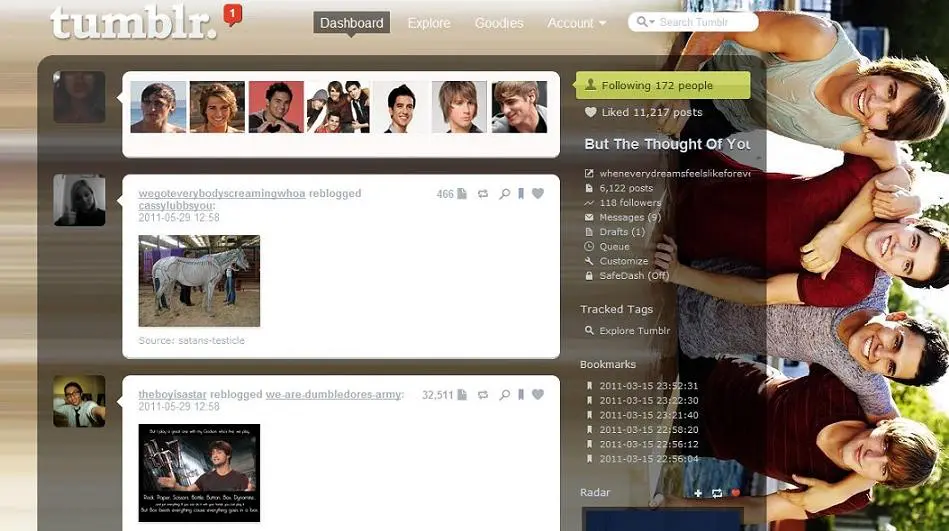 tumblr.
1
Dashboard Explore Goodies Account Search Tumblr
Following 172 people
Liked 11,217 posts
But The Thought Of You
wheneverydreamsfeelslikeforeve
6,122 posts
118 followers
Messages (9)
Drafts (1)
Queue
Customize
SafeDash (Off)
Tracked Tags
Explore Tumblr
Bookmarks
2011-03-15 23:52:31
2011-03-15 23:22:30
2011-03-15 23:21:40
2011-03-15 22:58:20
2011-03-15 22:56:12
2011-03-15 22:56:04
Radar
wegoteverybodyscreamingwhoa reblogged
cassylubbsyou:
2011-05-29 12:58
466
Source: satans-testicle
theboyisastar reblogged we-are-dumbledores-army:
2011-05-29 12:58
32,511
Rock, Paper, Scissors, Bottle, Button, Box, Dynamite...
But Box beats everything cause everything goes in a box.